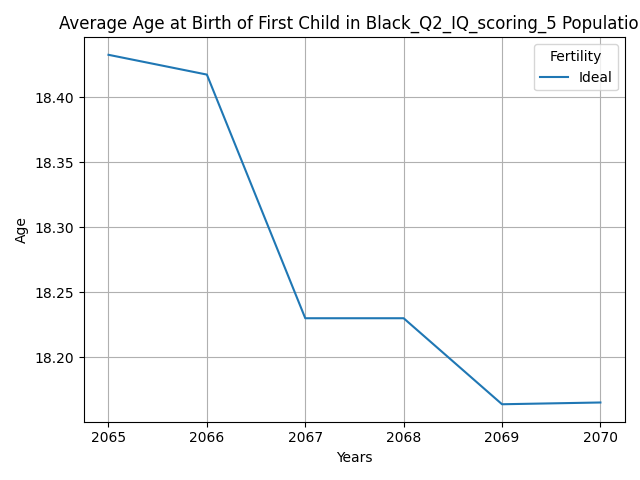 Average Age at Birth of First Child in Black_Q2_IQ_scoring_5 Populatio
Fertility
Ideal
18.40
18.35
18.30
18.25
18.20
Age
2065 2066 2067 2068 2069 2070
Years